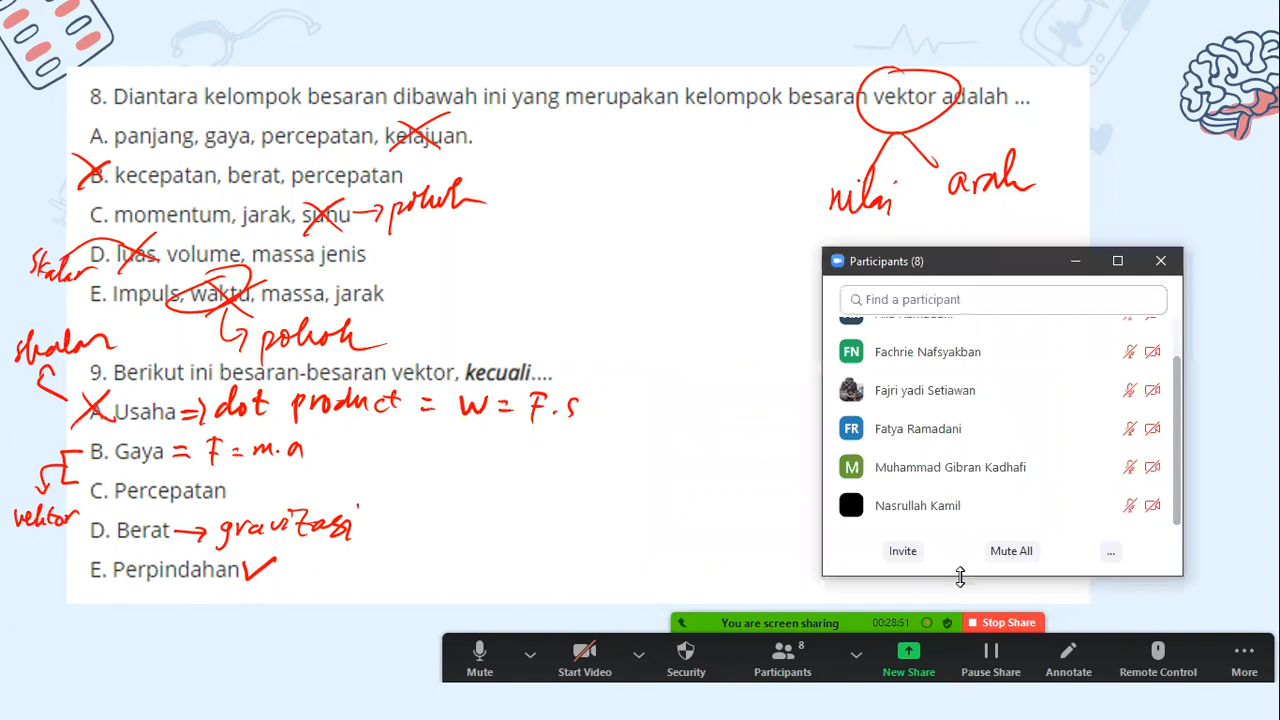 8. Diantara kelompok besaran dibawah ini yang merupakan kelompok besaran vektor adalah ...
A. panjang, gaya, percepatan, kelajuan.
B. kecepatan, berat, percepatan
C. momentum, jarak, suhu → pokok
nilai
arah
skalar
D. luas, volume, massa jenis
E. Impuls, waktu, massa, jarak
pokok
skalar
9. Berikut ini besaran-besaran vektor, kecuali....
A. Usaha => dot product = W = F.s
B. Gaya = F = m.a
C. Percepatan
vektor
D. Berat → gravitasi
E. Perpindahan ✓
Participants (8)
Find a participant
FN Fachrie Nafsyakban
Fajri yadi Setiawan
FR Fatya Ramadani
M Muhammad Gibran Kadhafi
Nasrullah Kamil
Invite Mute All ...
You are screen sharing 00:28:51 Stop Share
8
Mute Start Video Security Participants New Share Pause Share Annotate Remote Control More